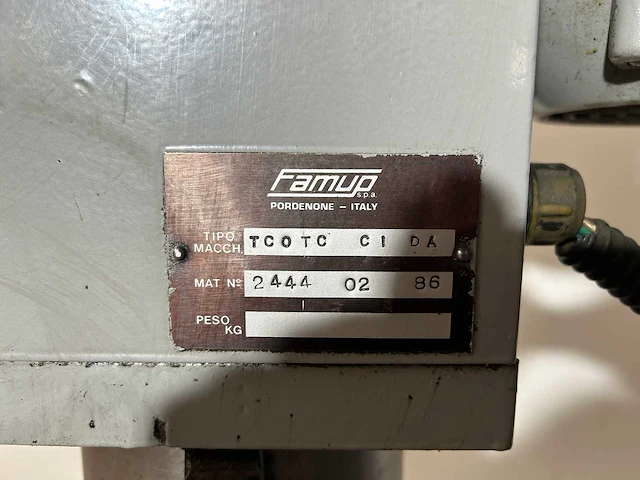 Famup
s.p.a.
PORDENONE – ITALY
TIPO
MACCH. TCOTC CI DA
MAT Nº 2444 02 86
PESO
KG